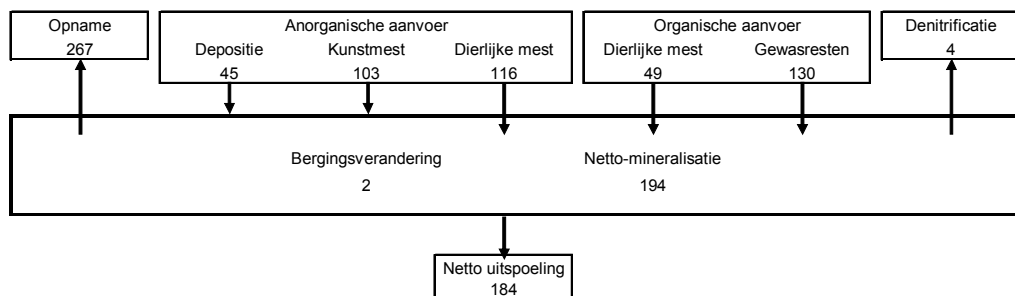 Opname
267
Anorganische aanvoer
Depositie Kunstmest Dierlijke mest
45 103 116
Organische aanvoer
Dierlijke mest Gewasresten
49 130
Denitrificatie
4
Bergingsverandering Netto-mineralisatie
2 194
Netto uitspoeling
184